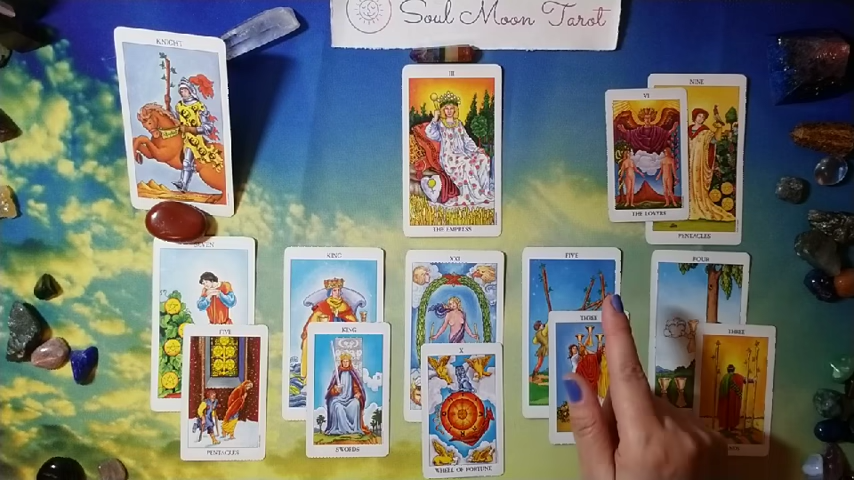 Soul Moon Tarot
KNIGHT
III
THE EMPRESS
NINE
VI
THE LOVERS
PENTACLES
SEVEN
FIVE
PENTACLES
KING
KING
SWORDS
XXI
X
WHEEL OF FORTUNE
FIVE
THREE
FOUR
THREE